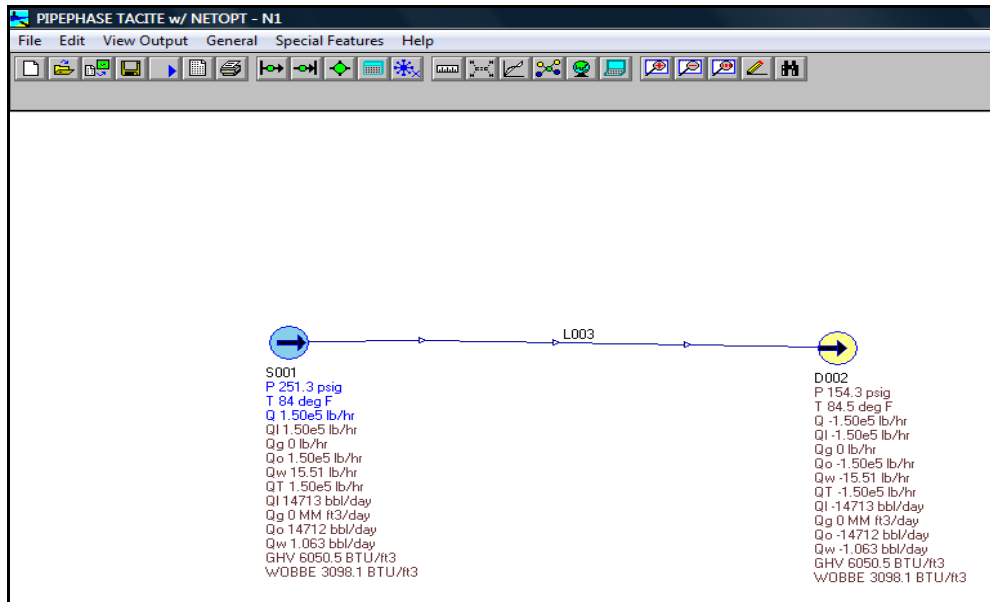 PIPEPHASE TACITE w/ NETOPT - N1
File Edit View Output General Special Features Help
L003
S001
P 251.3 psig
T 84 deg F
Q 1.50e5 lb/hr
Ql 1.50e5 lb/hr
Qg 0 lb/hr
Qo 1.50e5 lb/hr
Qw 15.51 lb/hr
QT 1.50e5 lb/hr
Ql 14713 bbl/day
Qg 0 MM ft3/day
Qo 14712 bbl/day
Qw 1.063 bbl/day
GHV 6050.5 BTU/ft3
WOBBE 3098.1 BTU/ft3
D002
P 154.3 psig
T 84.5 deg F
Q -1.50e5 lb/hr
Ql -1.50e5 lb/hr
Qg 0 lb/hr
Qo -1.50e5 lb/hr
Qw -15.51 lb/hr
QT -1.50e5 lb/hr
Ql -14713 bbl/day
Qg 0 MM ft3/day
Qo -14712 bbl/day
Qw -1.063 bbl/day
GHV 6050.5 BTU/ft3
WOBBE 3098.1 BTU/ft3